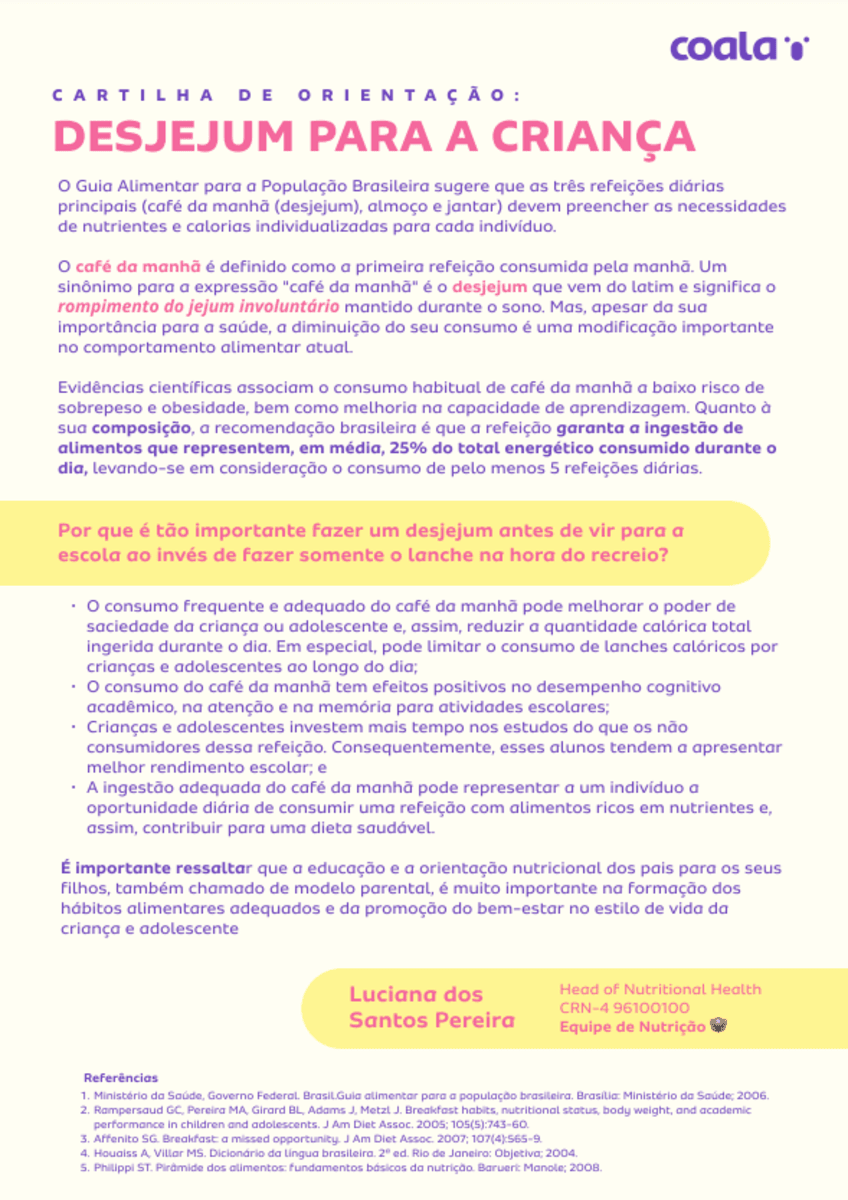 coala
CARTILHA DE ORIENTAÇÃO:
DESJEJUM PARA A CRIANÇA
O Guia Alimentar para a População Brasileira sugere que as três refeições diárias
principais (café da manhã (desjejum), almoço e jantar) devem preencher as necessidades
de nutrientes e calorias individualizadas para cada indivíduo.
O café da manhã é definido como a primeira refeição consumida pela manhã. Um
sinônimo para a expressão "café da manhã" é o desjejum que vem do latim e significa o
rompimento do jejum involuntário mantido durante o sono. Mas, apesar da sua
importância para a saúde, a diminuição do seu consumo é uma modificação importante
no comportamento alimentar atual.
Evidências científicas associam o consumo habitual de café da manhã a baixo risco de
sobrepeso e obesidade, bem como melhoria na capacidade de aprendizagem. Quanto à
sua composição, a recomendação brasileira é que a refeição garanta a ingestão de
alimentos que representem, em média, 25% do total energético consumido durante o
dia, levando-se em consideração o consumo de pelo menos 5 refeições diárias.
Por que é tão importante fazer um desjejum antes de vir para a
escola ao invés de fazer somente o lanche na hora do recreio?
• O consumo frequente e adequado do café da manhã pode melhorar o poder de
saciedade da criança ou adolescente e, assim, reduzir a quantidade calórica total
ingerida durante o dia. Em especial, pode limitar o consumo de lanches calóricos por
crianças e adolescentes ao longo do dia;
• O consumo do café da manhã tem efeitos positivos no desempenho cognitivo
acadêmico, na atenção e na memória para atividades escolares;
• Crianças e adolescentes investem mais tempo nos estudos do que os não
consumidores dessa refeição. Consequentemente, esses alunos tendem a apresentar
melhor rendimento escolar; e
• A ingestão adequada do café da manhã pode representar a um indivíduo a
oportunidade diária de consumir uma refeição com alimentos ricos em nutrientes e,
assim, contribuir para uma dieta saudável.
É importante ressaltar que a educação e a orientação nutricional dos pais para os seus
filhos, também chamado de modelo parental, é muito importante na formação dos
hábitos alimentares adequados e da promoção do bem-estar no estilo de vida da
criança e adolescente
Luciana dos
Santos Pereira
Head of Nutritional Health
CRN-4 96100100
Equipe de Nutrição
Referências
1. Ministério da Saúde, Governo Federal. Brasil.Guia alimentar para a população brasileira. Brasília: Ministério da Saúde; 2006.
2. Rampersaud GC, Pereira MA, Girard BL, Adams J, Metzl J. Breakfast habits, nutritional status, body weight, and academic
performance in children and adolescents. J Am Diet Assoc. 2005; 105(5):743-60.
3. Affenito SG. Breakfast: a missed opportunity. J Am Diet Assoc. 2007; 107(4):565-9.
4. Houaiss A, Villar MS. Dicionário da língua brasileira. 2ª ed. Rio de Janeiro: Objetiva; 2004.
5. Philippi ST. Pirâmide dos alimentos: fundamentos básicos da nutrição. Barueri: Manole; 2008.